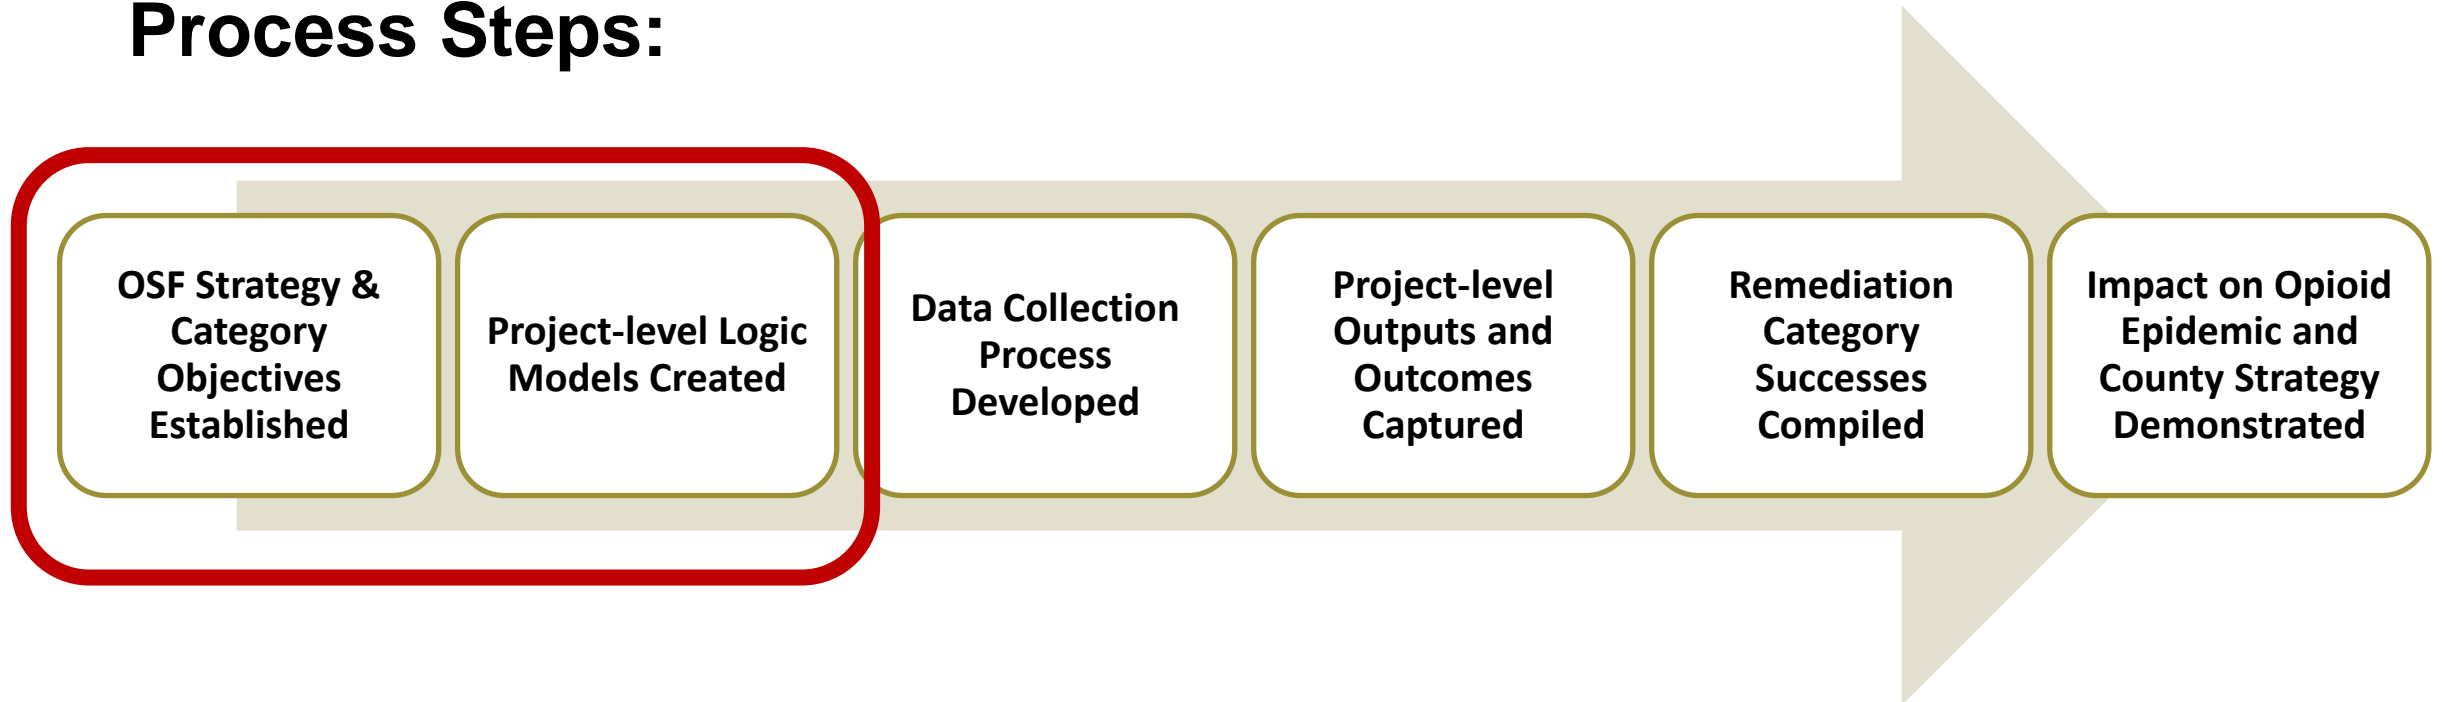 Process Steps:
OSF Strategy &
Category
Objectives
Established
Project-level Logic
Models Created
Data Collection
Process
Developed
Project-level
Outputs and
Outcomes
Captured
Remediation
Category
Successes
Compiled
Impact on Opioid
Epidemic and
County Strategy
Demonstrated